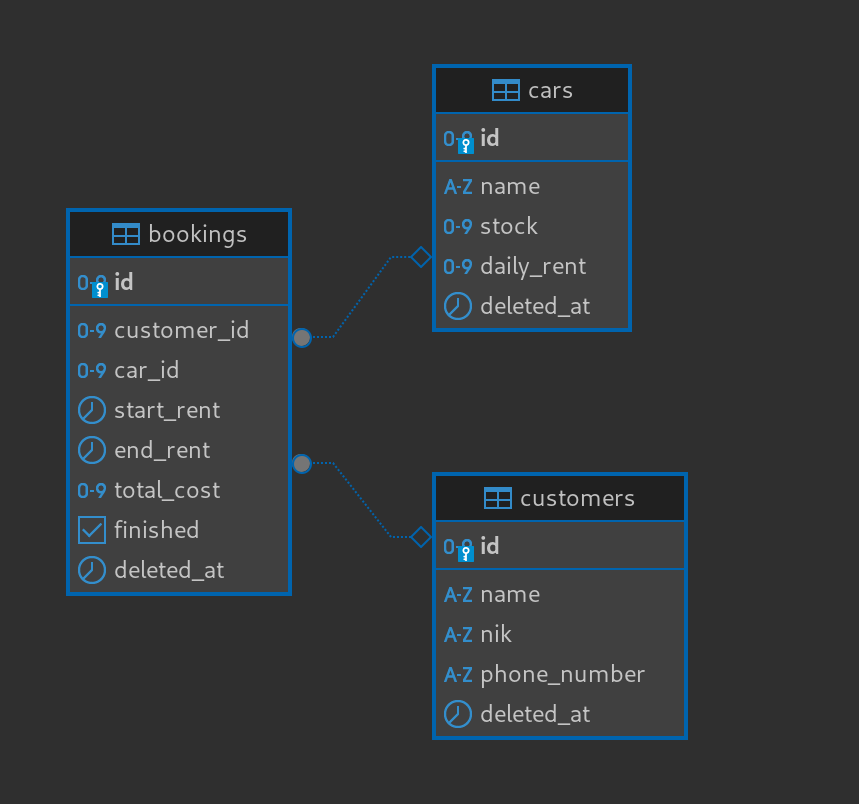 cars
0-9 id
A-Z name
0-9 stock
0-9 daily_rent
deleted_at
bookings
0-9 id
0-9 customer_id
0-9 car_id
start_rent
end_rent
0-9 total_cost
finished
deleted_at
customers
0-9 id
A-Z name
A-Z nik
A-Z phone_number
deleted_at